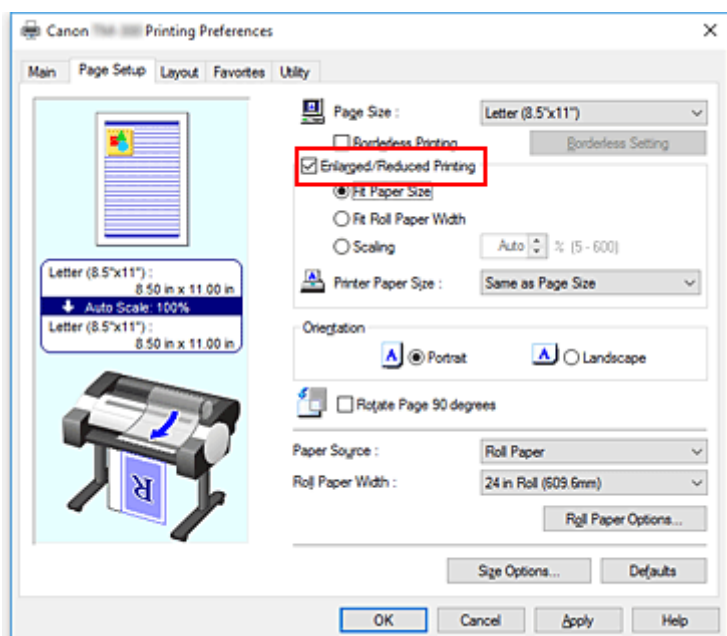 Canon Printing Preferences
Main Page Setup Layout Favorites Utility
Page Size : Letter (8.5"x11")
Borderless Printing Borderless Setting
Enlarged/Reduced Printing
Fit Paper Size
Fit Roll Paper Width
Scaling Auto % (5 - 600)
Printer Paper Size : Same as Page Size
Letter (8.5"x11") :
8.50 in x 11.00 in
Auto Scale: 100%
Letter (8.5"x11") :
8.50 in x 11.00 in
Orientation
A Portrait A Landscape
Rotate Page 90 degrees
Paper Source : Roll Paper
Roll Paper Width : 24 in Roll (609.6mm)
R
Roll Paper Options...
Size Options... Defaults
OK Cancel Apply Help